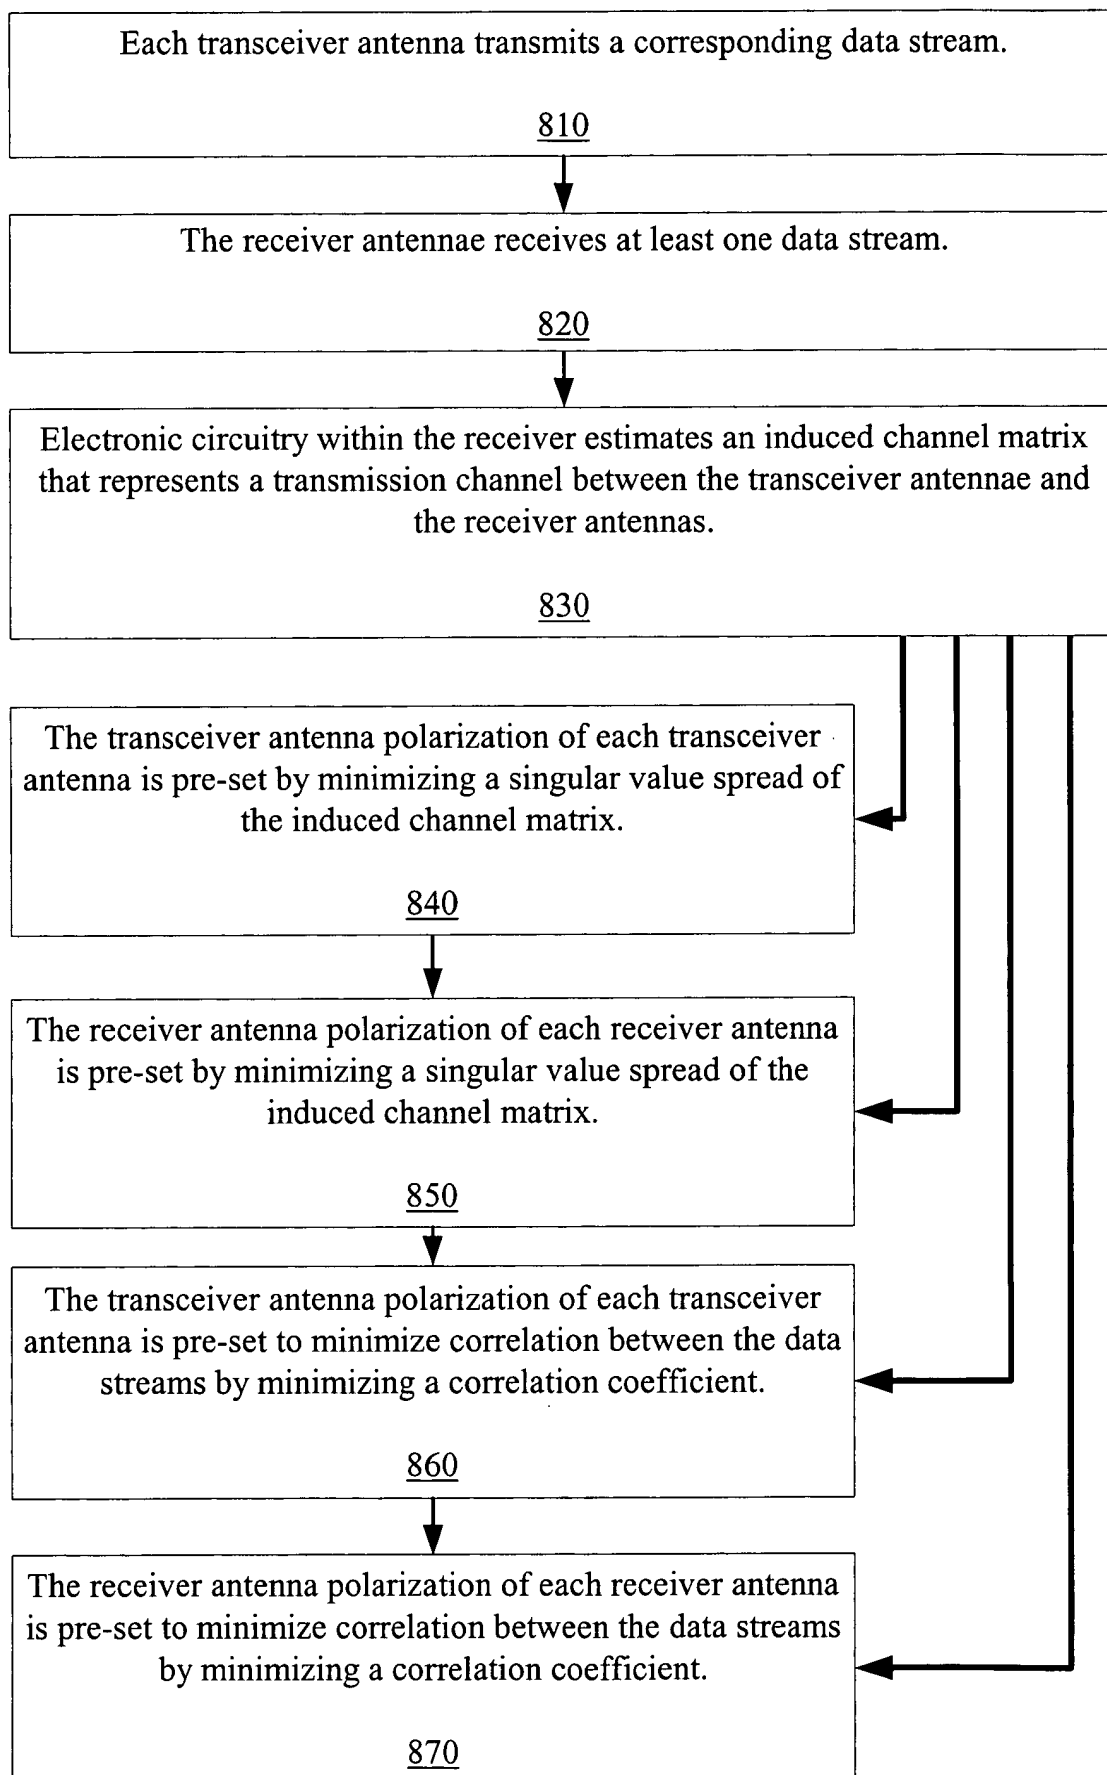 Each transceiver antenna transmits a corresponding data stream.
810
The receiver antennae receives at least one data stream.
820
Electronic circuitry within the receiver estimates an induced channel matrix
that represents a transmission channel between the transceiver antennae and
the receiver antennas.
830
The transceiver antenna polarization of each transceiver
antenna is pre-set by minimizing a singular value spread of
the induced channel matrix.
840
The receiver antenna polarization of each receiver antenna
is pre-set by minimizing a singular value spread of the
induced channel matrix.
850
The transceiver antenna polarization of each transceiver
antenna is pre-set to minimize correlation between the data
streams by minimizing a correlation coefficient.
860
The receiver antenna polarization of each receiver antenna
is pre-set to minimize correlation between the data streams
by minimizing a correlation coefficient.
870